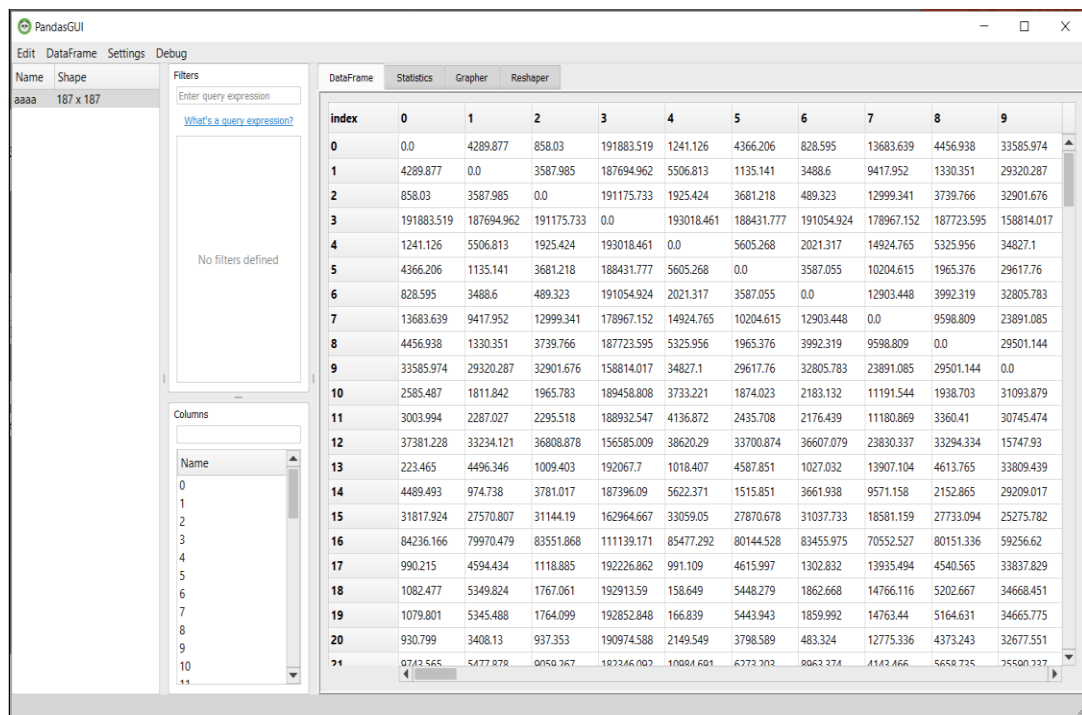 PandasGUI
Edit DataFrame Settings Debug
Name Shape
aaaa 187 x 187
Filters
Enter query expression
What's a query expression?
No filters defined
Columns
Name
0
1
2
3
4
5
6
7
8
9
10
11
DataFrame Statistics Grapher Reshaper
index 0 1 2 3 4 5 6 7 8 9
0 0.0 4289.877 858.03 191883.519 1241.126 4366.206 828.595 13683.639 4456.938 33585.974
1 4289.877 0.0 3587.985 187694.962 5506.813 1135.141 3488.6 9417.952 1330.351 29320.287
2 858.03 3587.985 0.0 191175.733 1925.424 3681.218 489.323 12999.341 3739.766 32901.676
3 191883.519 187694.962 191175.733 0.0 193018.461 188431.777 191054.924 178967.152 187723.595 158814.017
4 1241.126 5506.813 1925.424 193018.461 0.0 5605.268 2021.317 14924.765 5325.956 34827.1
5 4366.206 1135.141 3681.218 188431.777 5605.268 0.0 3587.055 10204.615 1965.376 29617.76
6 828.595 3488.6 489.323 191054.924 2021.317 3587.055 0.0 12903.448 3992.319 32805.783
7 13683.639 9417.952 12999.341 178967.152 14924.765 10204.615 12903.448 0.0 9598.809 23891.085
8 4456.938 1330.351 3739.766 187723.595 5325.956 1965.376 3992.319 9598.809 0.0 29501.144
9 33585.974 29320.287 32901.676 158814.017 34827.1 29617.76 32805.783 23891.085 29501.144 0.0
10 2585.487 1811.842 1965.783 189458.808 3733.221 1874.023 2183.132 11191.544 1938.703 31093.879
11 3003.994 2287.027 2295.518 188932.547 4136.872 2435.708 2176.439 11180.869 3360.41 30745.474
12 37381.228 33234.121 36808.878 156585.009 38620.29 33700.874 36607.079 23830.337 33294.334 15747.93
13 223.465 4496.346 1009.403 192067.7 1018.407 4587.851 1027.032 13907.104 4613.765 33809.439
14 4489.493 974.738 3781.017 187396.09 5622.371 1515.851 3661.938 9571.158 2152.865 29209.017
15 31817.924 27570.807 31144.19 162964.667 33059.05 27870.678 31037.733 18581.159 27733.094 25275.782
16 84236.166 79970.479 83551.868 111139.171 85477.292 80144.528 83455.975 70552.527 80151.336 59256.62
17 990.215 4594.434 1118.885 192226.862 991.109 4615.997 1302.832 13935.494 4540.565 33837.829
18 1082.477 5349.824 1767.061 192913.59 158.649 5448.279 1862.668 14766.116 5202.667 34668.451
19 1079.801 5345.488 1764.099 192852.848 166.839 5443.943 1859.992 14763.44 5164.631 34665.775
20 930.799 3408.13 937.353 190974.588 2149.549 3798.589 483.324 12775.336 4373.243 32677.551
21 9743.565 5477.878 9059.267 182346.092 10984.691 6273.203 8963.374 4143.466 5658.735 25590.237